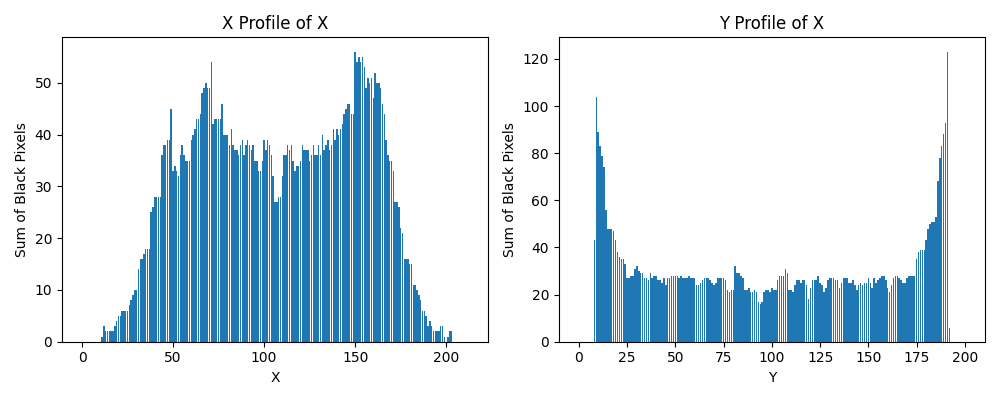 X Profile of X
Sum of Black Pixels
50
40
30
20
10
0
0 50 100 150 200
X
Y Profile of X
Sum of Black Pixels
120
100
80
60
40
20
0
0 25 50 75 100 125 150 175 200
Y